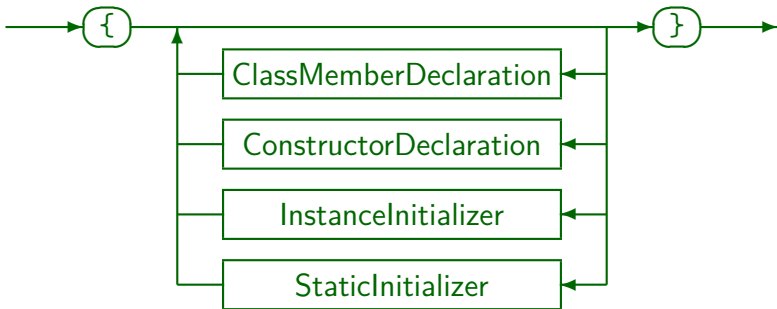 { }
ClassMemberDeclaration
ConstructorDeclaration
InstanceInitializer
StaticInitializer